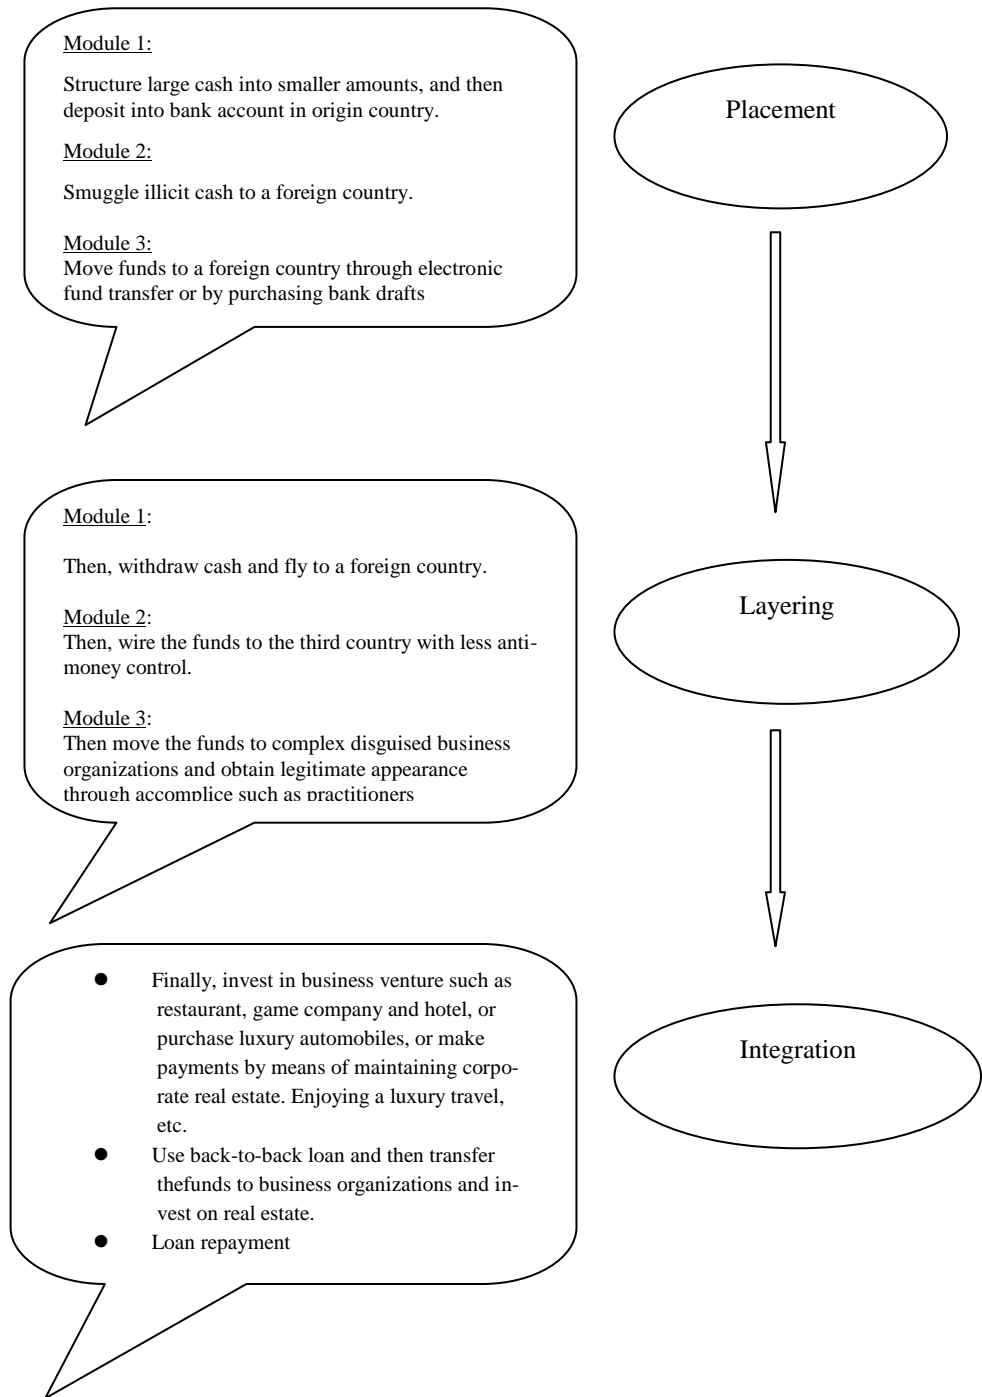 Module 1:
Structure large cash into smaller amounts, and then
deposit into bank account in origin country.
Module 2:
Smuggle illicit cash to a foreign country.
Module 3:
Move funds to a foreign country through electronic
fund transfer or by purchasing bank drafts
Placement
Module 1:
Then, withdraw cash and fly to a foreign country.
Module 2:
Then, wire the funds to the third country with less anti-
money control.
Module 3:
Then move the funds to complex disguised business
organizations and obtain legitimate appearance
through accomplice such as practitioners
Layering
● Finally, invest in business venture such as
restaurant, game company and hotel, or
purchase luxury automobiles, or make
payments by means of maintaining corpo-
rate real estate. Enjoying a luxury travel,
etc.
● Use back-to-back loan and then transfer
thefunds to business organizations and in-
vest on real estate.
● Loan repayment
Integration